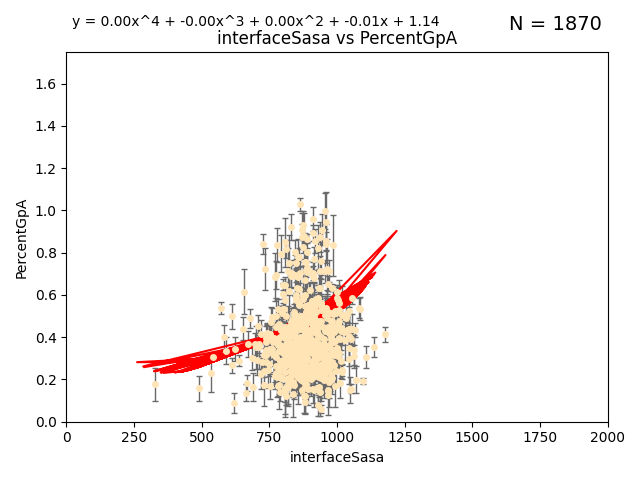 y = 0.00x^4 + -0.00x^3 + 0.00x^2 + -0.01x + 1.14
N = 1870
interfaceSasa vs PercentGpA
PercentGpA
1.6
1.4
1.2
1.0
0.8
0.6
0.4
0.2
0.0
0 250 500 750 1000 1250 1500 1750 2000
interfaceSasa